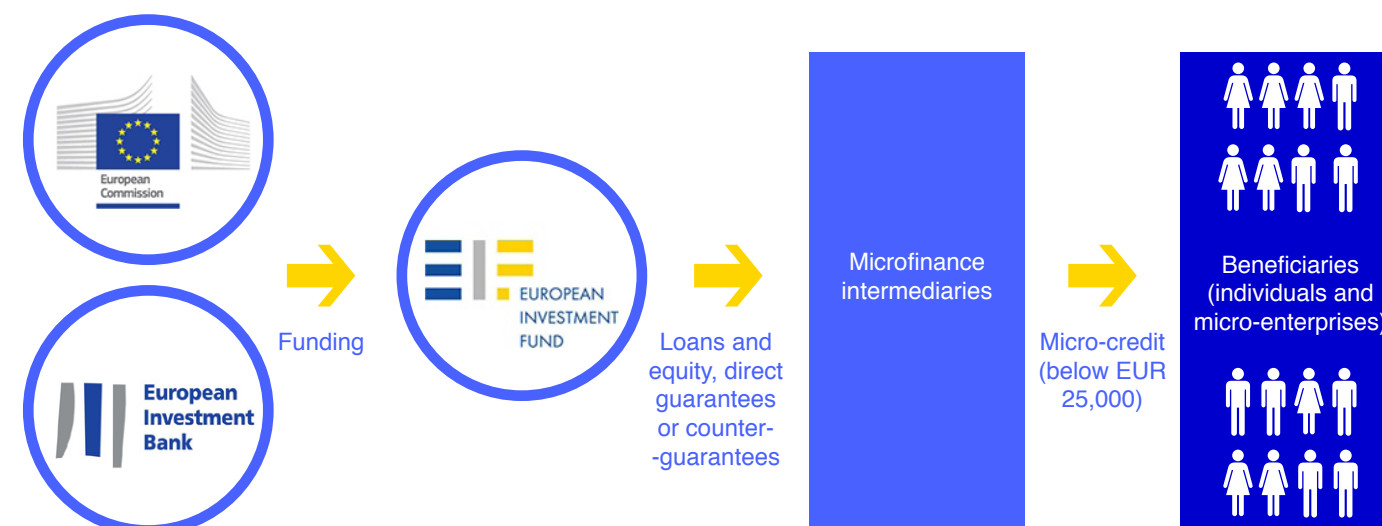 European
Commission
European
Investment
Bank
Funding
EIF
EUROPEAN
INVESTMENT
FUND
Loans and
equity, direct
guarantees
or counter-
-guarantees
Microfinance
intermediaries
Micro-credit
(below EUR
25,000)
Beneficiaries
(individuals and
micro-enterprises)